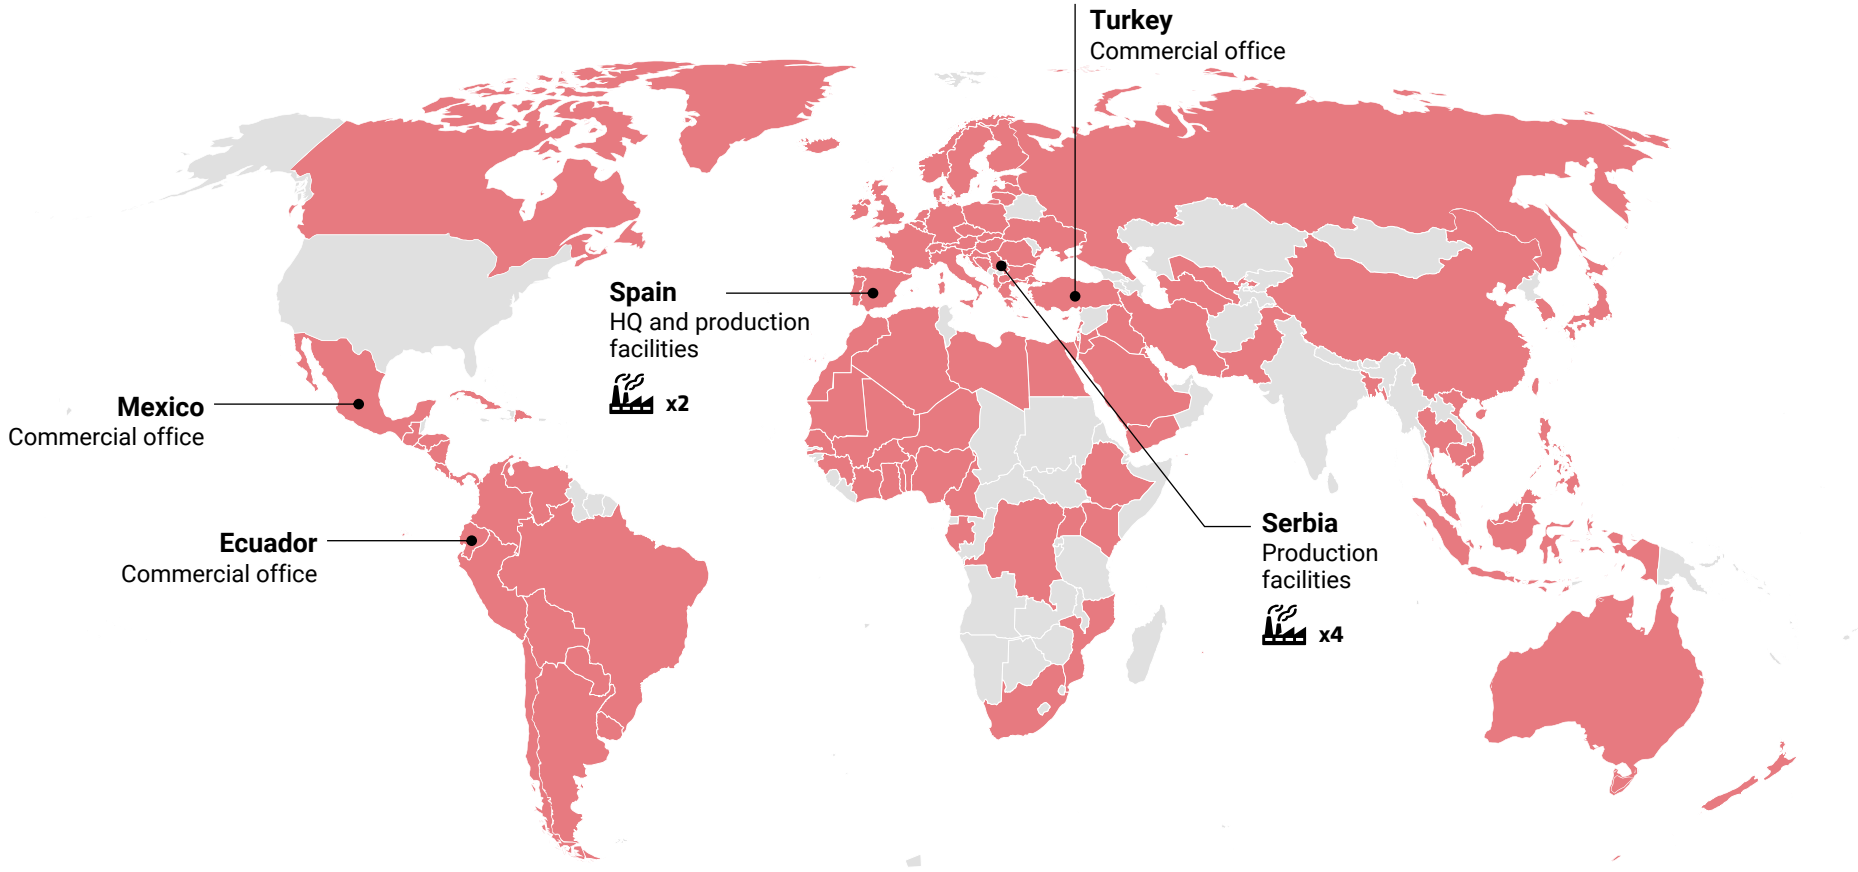 Turkey
Commercial office
Spain
HQ and production
facilities
x2
Mexico
Commercial office
Ecuador
Commercial office
Serbia
Production
facilities
x4